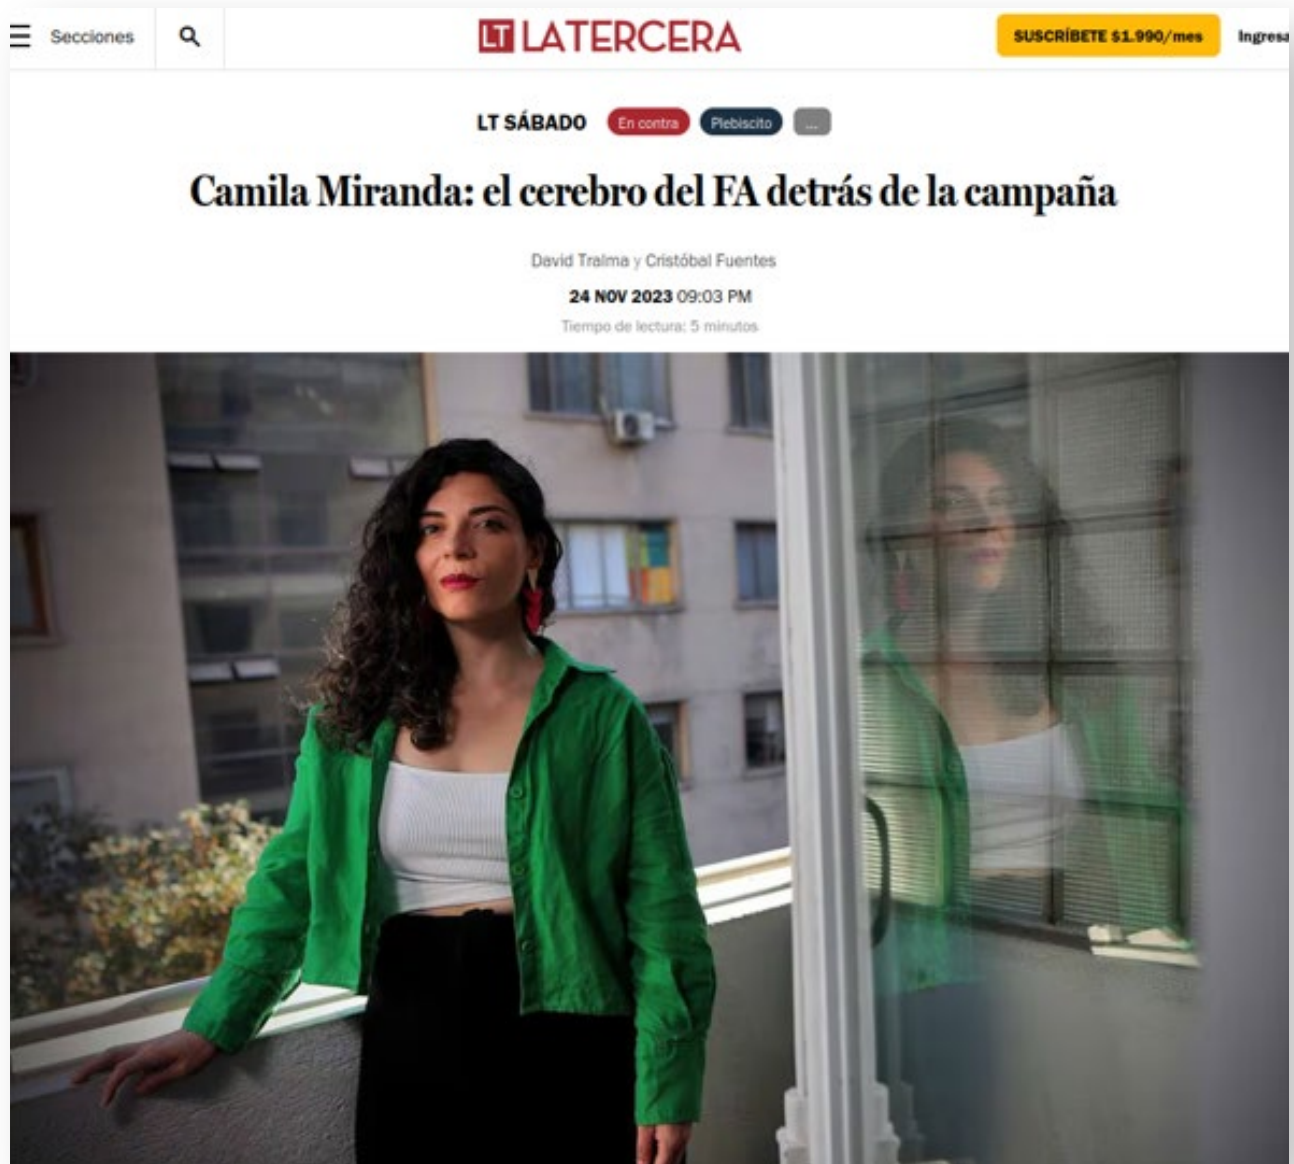 Secciones
LT LATERCERA
SUSCRÍBETE $1.990/mes
Ingresa
LT SÁBADO En contra Plebiscito ...
Camila Miranda: el cerebro del FA detrás de la campaña
David Tralma y Cristóbal Fuentes
24 NOV 2023 09:03 PM
Tiempo de lectura: 5 minutos